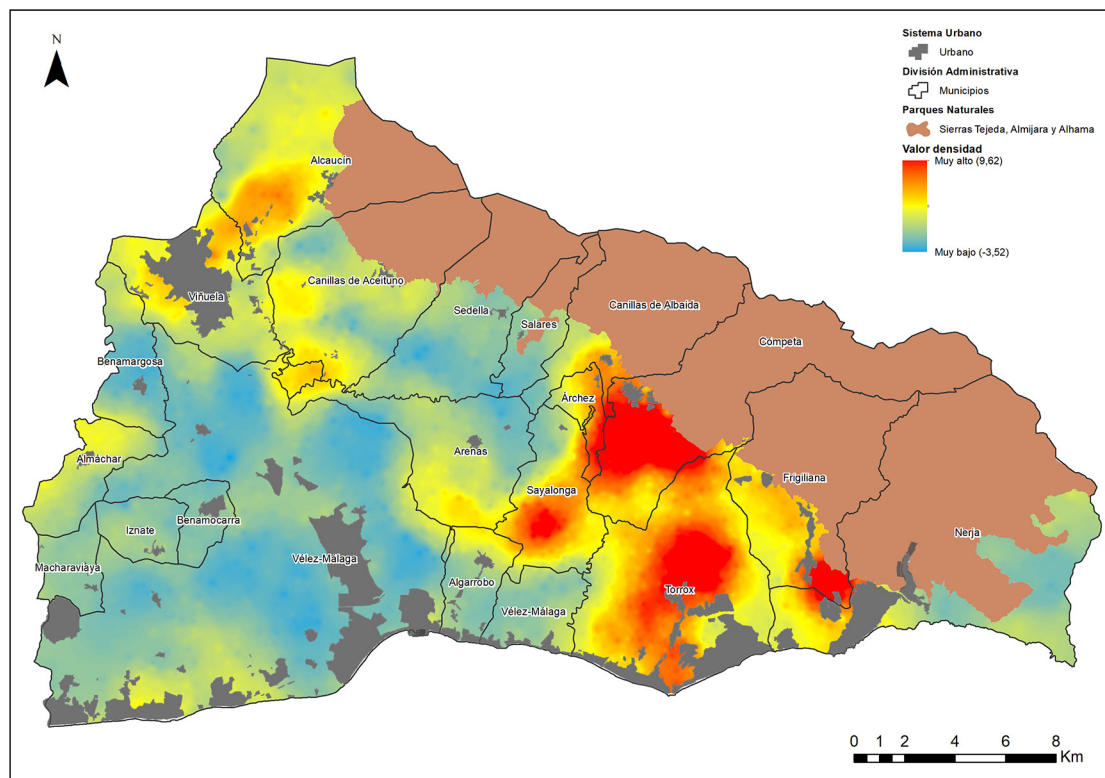 N
Sistema Urbano
Urbano
División Administrativa
Municipios
Parques Naturales
Sierras Tejeda, Almijara y Alhama
Valor densidad
Muy alto (9,62)
Muy bajo (-3,52)
Alcaucín
Viñuela
Canillas de Aceituno
Sedella
Salares
Canillas de Albaida
Cómpeta
Benamargosa
Árchez
Almáchar
Arenas
Frigiliana
Sayalonga
Iznate
Benamocarra
Nerja
Macharaviaya
Vélez-Málaga
Algarrobo
Torrox
Vélez-Málaga
0 1 2 4 6 8
Km